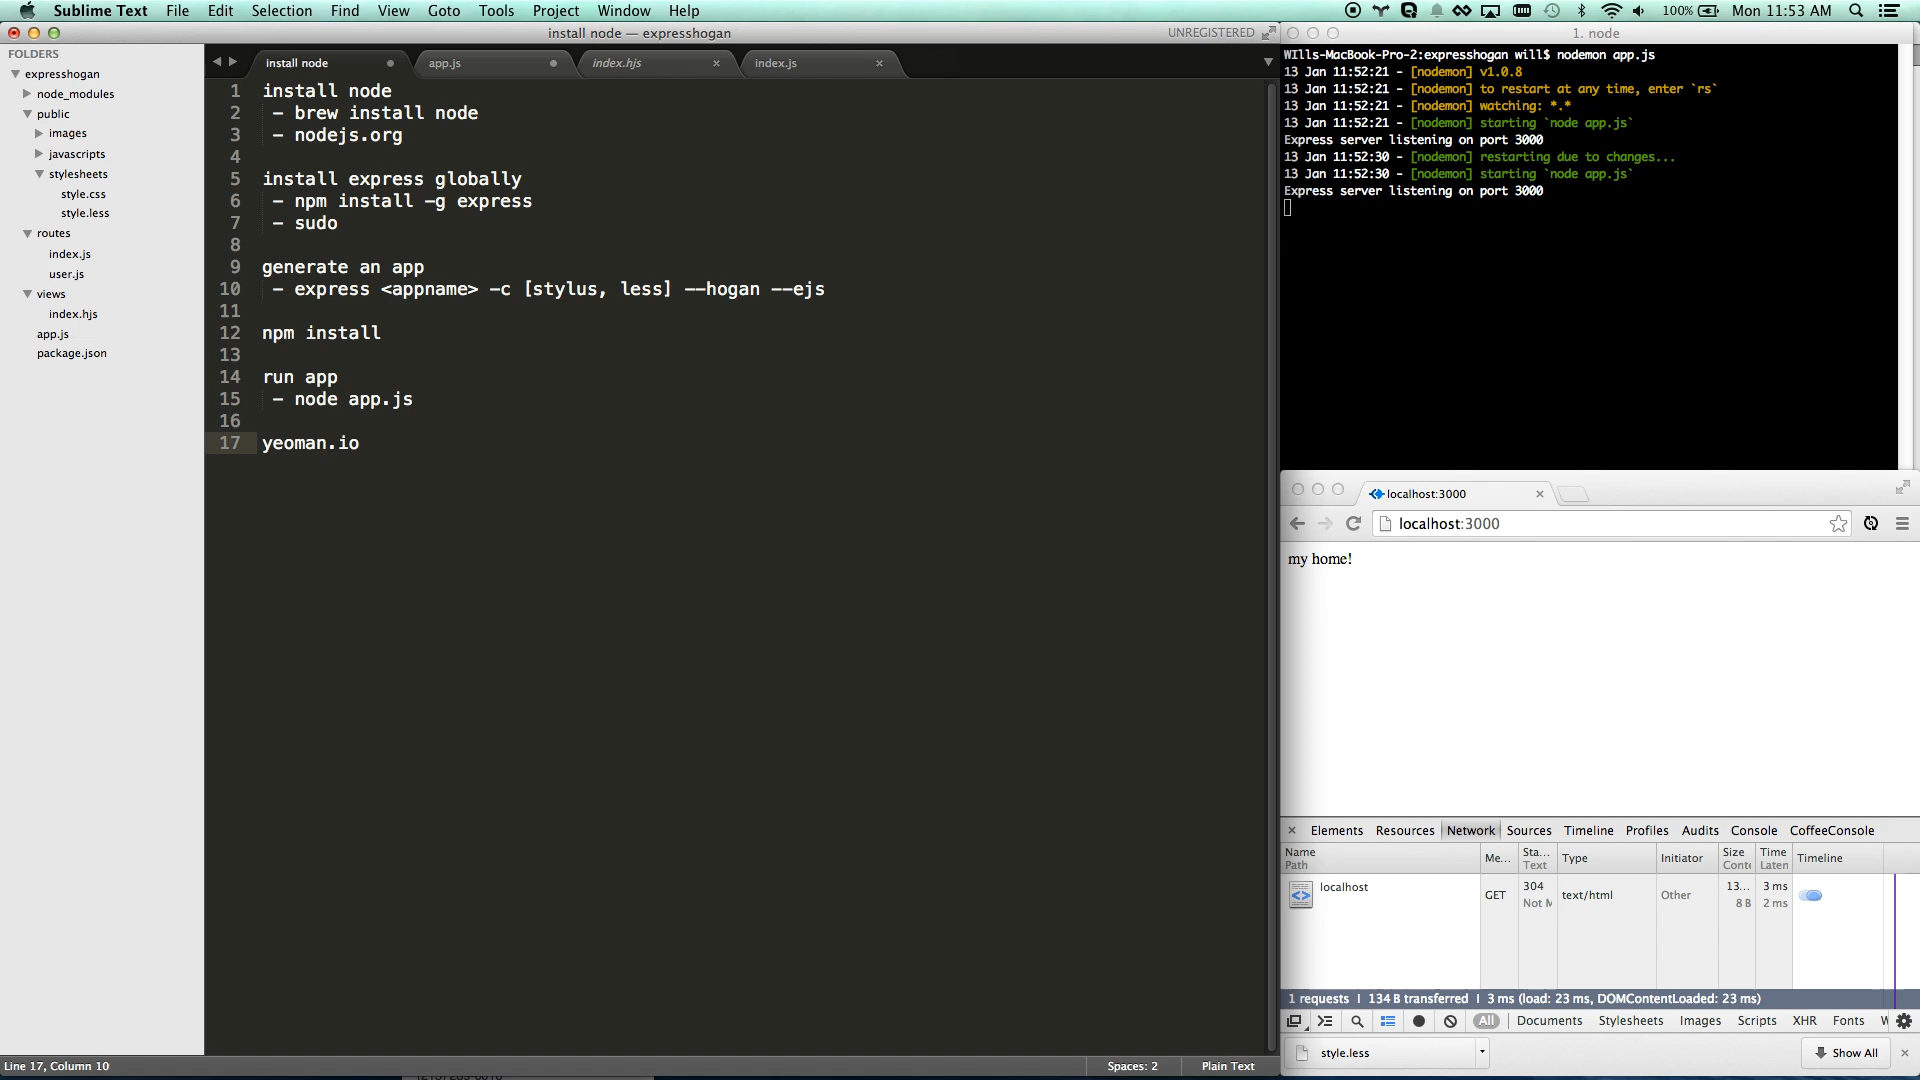 Sublime Text File Edit Selection Find View Goto Tools Project Window Help 100% Mon 11:53 AM
install node — expresshogan UNREGISTERED
FOLDERS
expresshogan
node_modules
public
images
javascripts
stylesheets
style.css
style.less
routes
index.js
user.js
views
index.hjs
app.js
package.json
install node app.js index.hjs index.js
1 install node
2 - brew install node
3 - nodejs.org
4
5 install express globally
6 - npm install -g express
7 - sudo
8
9 generate an app
10 - express <appname> -c [stylus, less] --hogan --ejs
11
12 npm install
13
14 run app
15 - node app.js
16
17 yeoman.io
Line 17, Column 10 Spaces: 2 Plain Text
1. node
WIlls-MacBook-Pro-2:expresshogan will$ nodemon app.js
13 Jan 11:52:21 - [nodemon] v1.0.8
13 Jan 11:52:21 - [nodemon] to restart at any time, enter `rs`
13 Jan 11:52:21 - [nodemon] watching: *.*
13 Jan 11:52:21 - [nodemon] starting `node app.js`
Express server listening on port 3000
13 Jan 11:52:30 - [nodemon] restarting due to changes...
13 Jan 11:52:30 - [nodemon] starting `node app.js`
Express server listening on port 3000
localhost:3000
localhost:3000
my home!
Elements Resources Network Sources Timeline Profiles Audits Console CoffeeConsole
Name Path Me... Sta... Text Type Initiator Size Conte Time Laten Timeline
localhost GET 304 Not M text/html Other 13... 8 B 3 ms 2 ms
1 requests | 134 B transferred | 3 ms (load: 23 ms, DOMContentLoaded: 23 ms)
All Documents Stylesheets Images Scripts XHR Fonts
style.less Show All